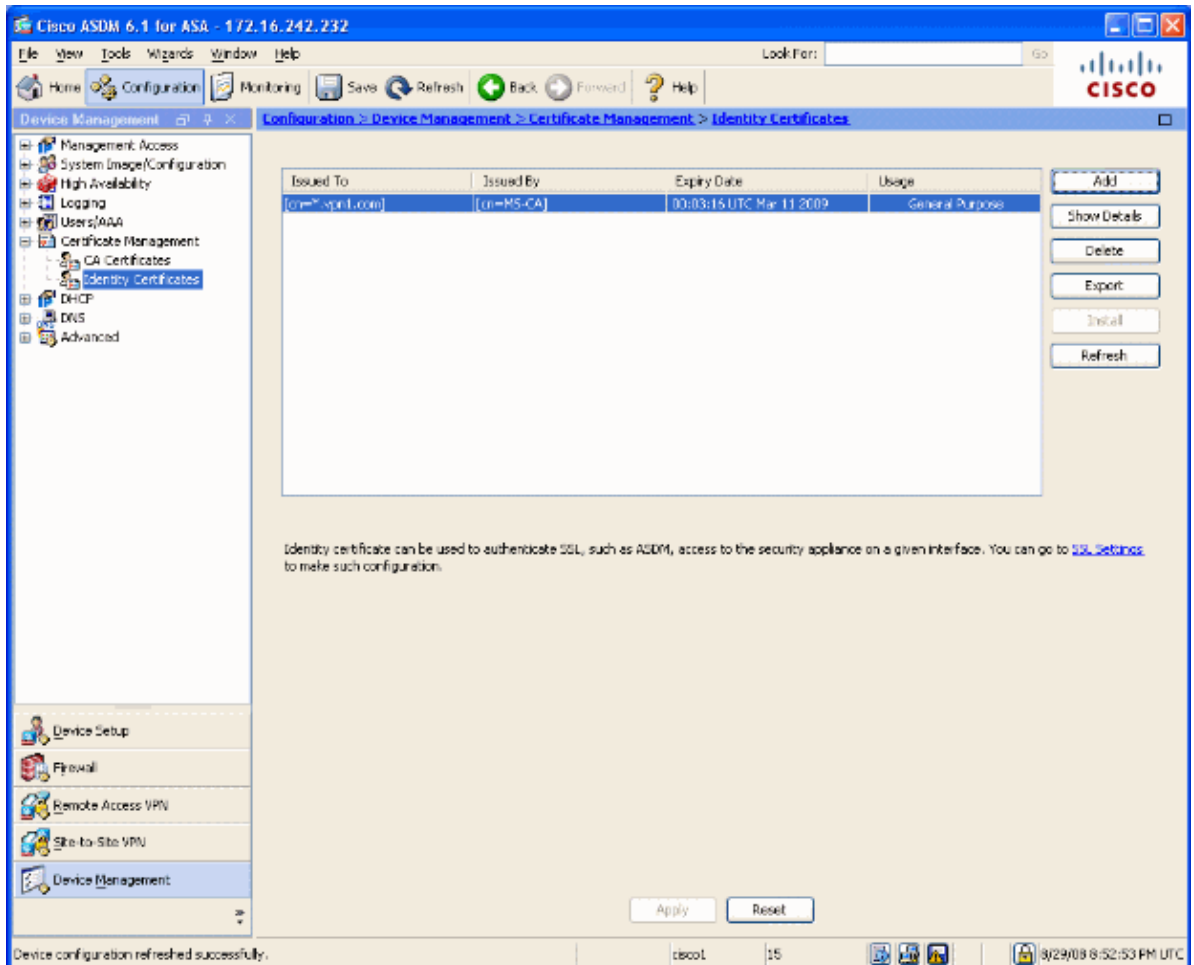 Cisco ASDM 6.1 for ASA - 172.16.242.232
File View Tools Wizards Window Help Look For: Go
Home Configuration Monitoring Save Refresh Back Forward Help
CISCO
Device Management
Configuration > Device Management > Certificate Management > Identity Certificates
Management Access
System Image/Configuration
High Availability
Logging
Users/AAA
Certificate Management
CA Certificates
Identity Certificates
DHCP
DNS
Advanced
Issued To Issued By Expiry Date Usage
[cn=*.vpn1.com] [cn=MS-CA] 00:03:16 UTC Mar 11 2009 General Purpose
Add
Show Details
Delete
Export
Install
Refresh
Identity certificate can be used to authenticate SSL, such as ASDM, access to the security appliance on a given interface. You can go to SSL Settings
to make such configuration.
Device Setup
Firewall
Remote Access VPN
Site-to-Site VPN
Device Management
Apply Reset
Device configuration refreshed successfully. cisco1 15 8/29/08 8:52:53 PM UTC